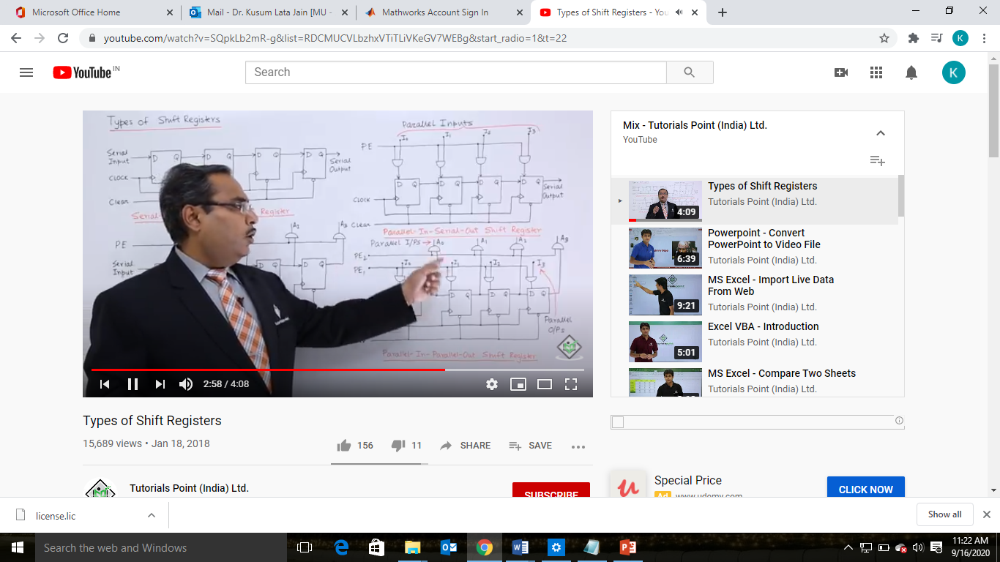 Microsoft Office Home
Mail - Dr. Kusum Lata Jain [MU -
Mathworks Account Sign In
Types of Shift Registers - You
youtube.com/watch?v=SQpkLb2mR-g&list=RDCMUCVLbzhxVTiTLiVKeGV7WEBg&start_radio=1&t=22
K
YouTube IN
Search
K
Types of Shift Registers
Serial Input
D Q
Serial Output
Clock
Clear
Register
PE
A2
A3
Serial Input
D Q
Parallel Inputs
I0 I1 I2 I3
PE
D Q D Q D Q D Q
Serial Output
Clock
Clear
Parallel-In-Serial-Out Shift Register
Parallel I/Ps → A0 A1 A2 A3
PE2
PE1
I0 I1 I2 I3
D Q D Q D Q
Parallel O/Ps
Parallel-In-Parallel-Out Shift Register
2:58 / 4:08
Mix - Tutorials Point (India) Ltd.
YouTube
Types of Shift Registers
Tutorials Point (India) Ltd.
4:09
Powerpoint - Convert
PowerPoint to Video File
Tutorials Point (India) Ltd.
6:39
MS Excel - Import Live Data
From Web
Tutorials Point (India) Ltd.
9:21
Excel VBA - Introduction
Tutorials Point (India) Ltd.
5:01
MS Excel - Compare Two Sheets
Tutorials Point (India) Ltd.
Types of Shift Registers
15,689 views • Jan 18, 2018
156
11
SHARE
SAVE
Tutorials Point (India) Ltd.
SUBSCRIBE
Special Price
Ad www.udemy.com
CLICK NOW
license.lic
Show all
Search the web and Windows
11:22 AM
9/16/2020